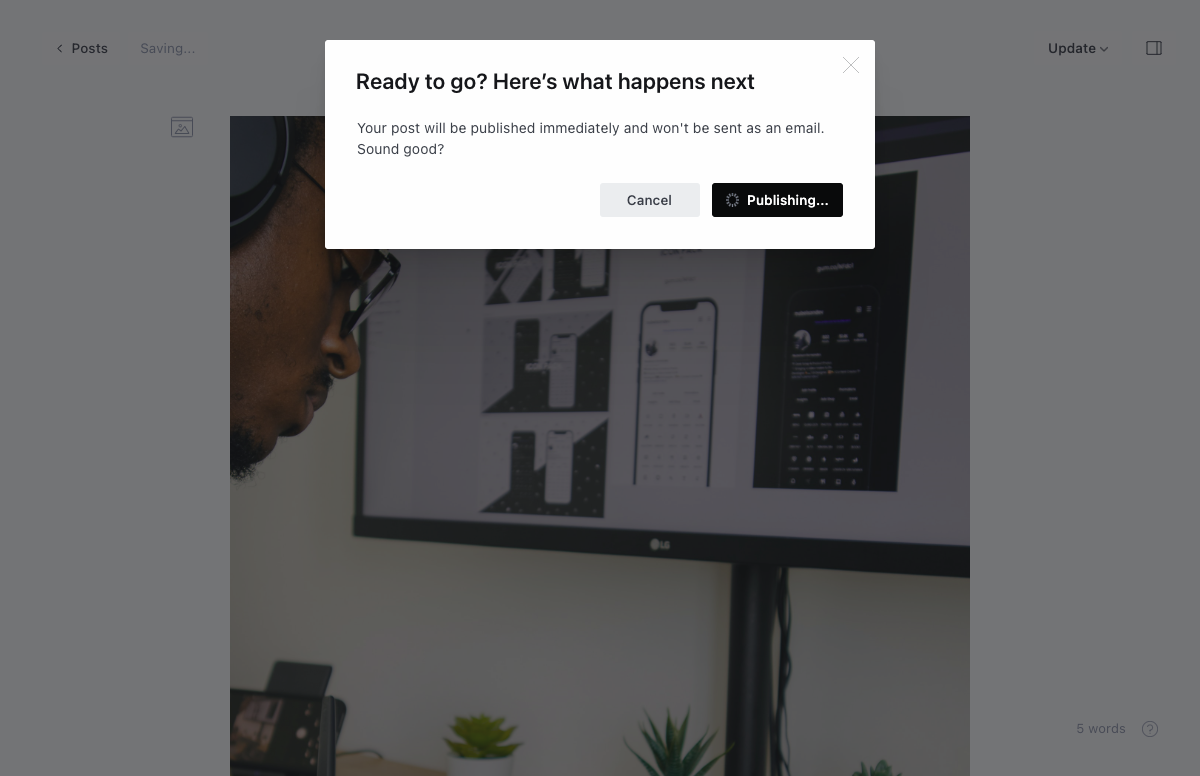 Posts
Saving...
Update
Ready to go? Here's what happens next
Your post will be published immediately and won't be sent as an email.
Sound good?
Cancel
Publishing...
LG
5 words
?